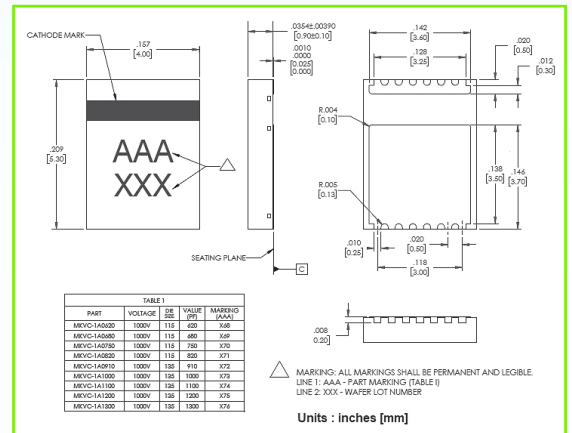 CATHODE MARK
.157
[4.00]
.209
[5.30]
AAA
XXX
.0354±.00390
[0.90±0.10]
.0010
.0000
[0.025]
[0.000]
SEATING PLANE
C
.142
[3.60]
.128
[3.25]
.020
[0.50]
.012
[0.30]
R.004
[0.10]
R.005
[0.13]
.138
[3.50]
.146
[3.70]
.010
[0.25]
.020
[0.50]
.118
[3.00]
.008
0.20]
TABLE 1
PART VOLTAGE DIE SIZE VALUE (PF) MARKING (AAA)
MKVC-1A0620 1000V 115 620 X68
MKVC-1A0680 1000V 115 680 X69
MKVC-1A0750 1000V 115 750 X70
MKVC-1A0820 1000V 115 820 X71
MKVC-1A0910 1000V 135 910 X72
MKVC-1A1000 1000V 135 1000 X73
MKVC-1A1100 1000V 135 1100 X74
MKVC-1A1200 1000V 135 1200 X75
MKVC-1A1300 1000V 135 1300 X76
MARKING: ALL MARKINGS SHALL BE PERMANENT AND LEGIBLE.
LINE 1: AAA - PART MARKING (TABLE I)
LINE 2: XXX - WAFER LOT NUMBER
Units : inches [mm]